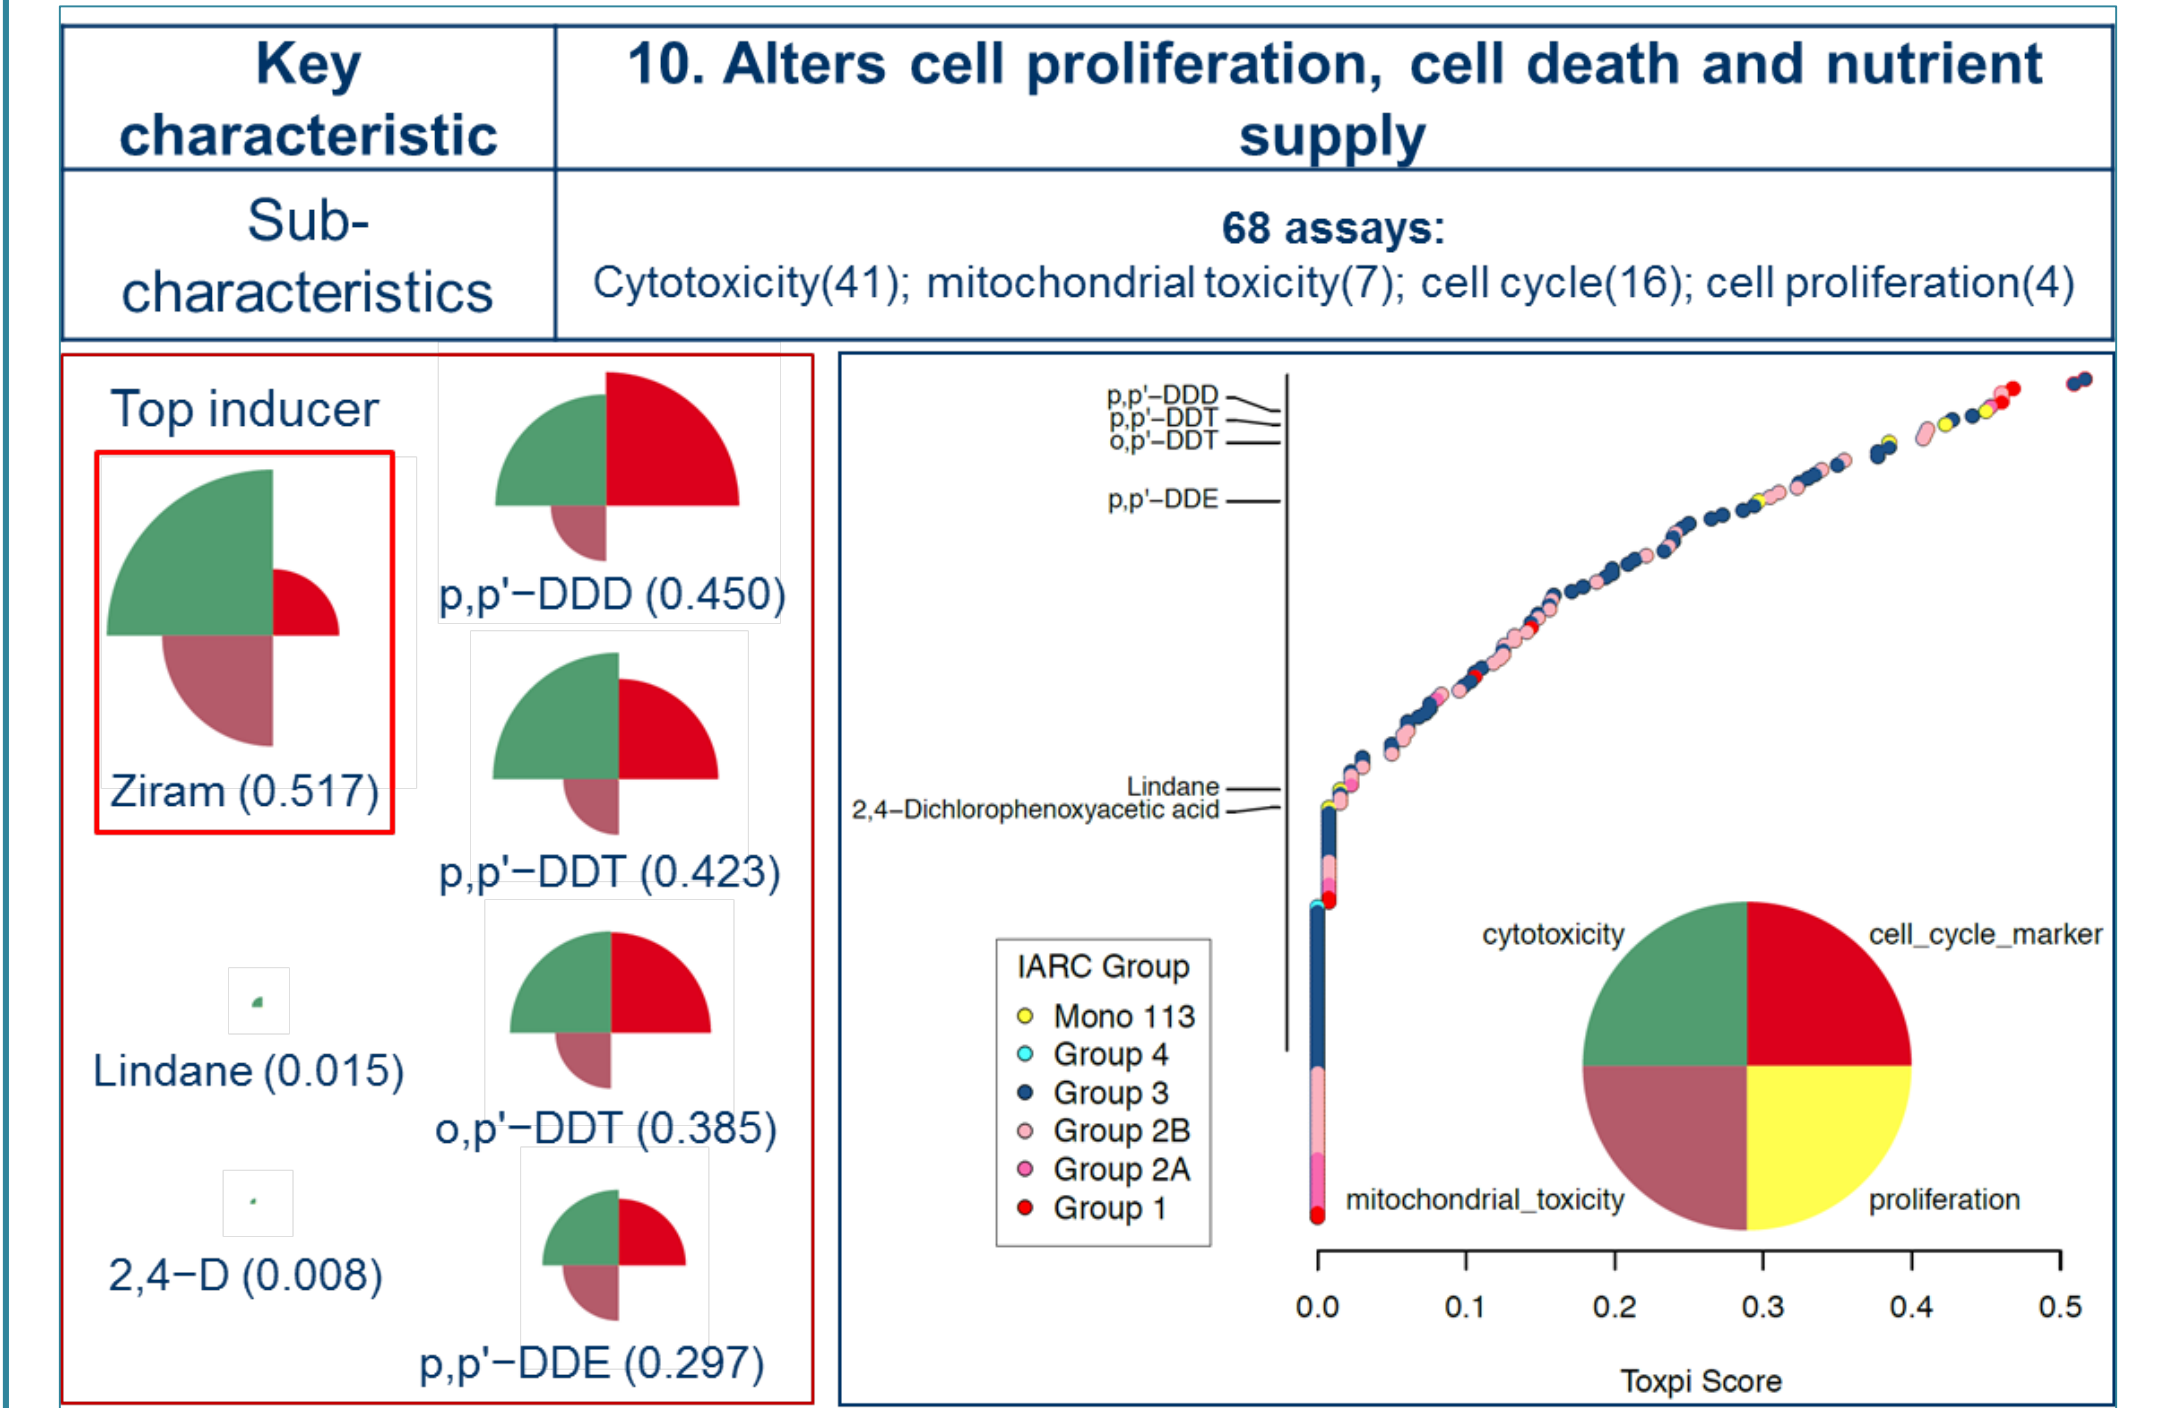 Key
characteristic
10. Alters cell proliferation, cell death and nutrient
supply
Sub-
characteristics
68 assays:
Cytotoxicity(41); mitochondrial toxicity(7); cell cycle(16); cell proliferation(4)
Top inducer
Ziram (0.517)
Lindane (0.015)
2,4−D (0.008)
p,p'−DDD (0.450)
p,p'−DDT (0.423)
o,p'−DDT (0.385)
p,p'−DDE (0.297)
p,p'−DDD
p,p'−DDT
o,p'−DDT
p,p'−DDE
Lindane
2,4−Dichlorophenoxyacetic acid
IARC Group
Mono 113
Group 4
Group 3
Group 2B
Group 2A
Group 1
cytotoxicity
cell_cycle_marker
mitochondrial_toxicity
proliferation
0.0 0.1 0.2 0.3 0.4 0.5
Toxpi Score